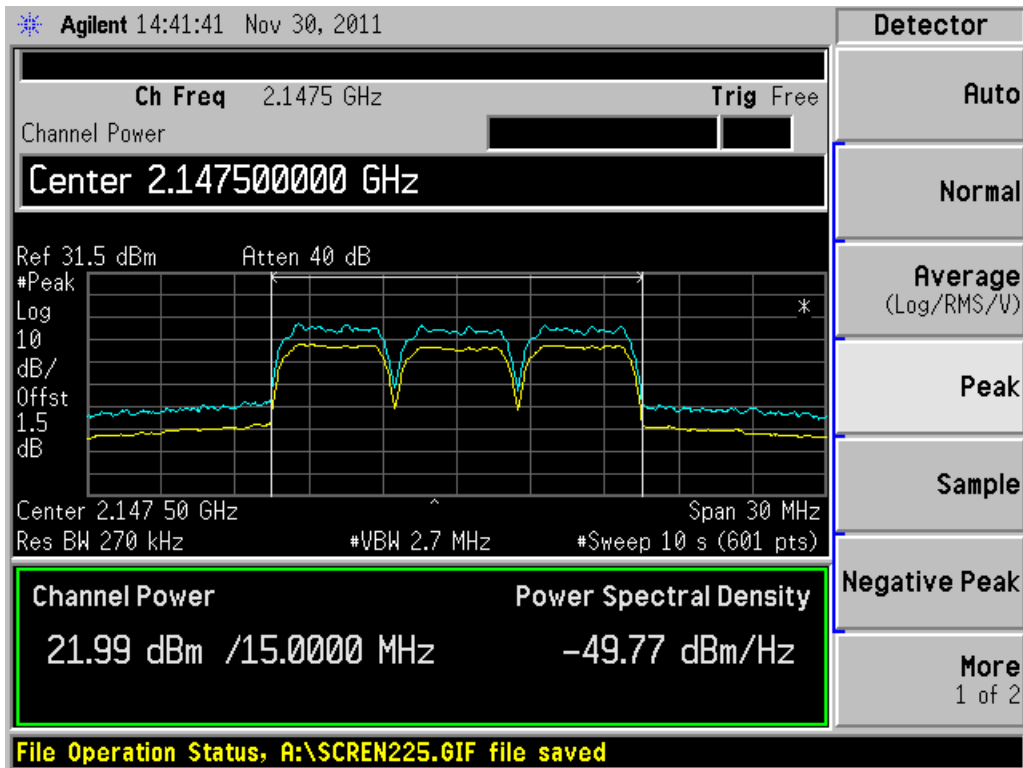 Agilent 14:41:41 Nov 30, 2011
Detector
Ch Freq 2.1475 GHz Trig Free
Channel Power
Center 2.147500000 GHz
Ref 31.5 dBm Atten 40 dB
#Peak
Log
10
dB/
Offst
1.5
dB
*
Center 2.147 50 GHz ^ Span 30 MHz
Res BW 270 kHz #VBW 2.7 MHz #Sweep 10 s (601 pts)
Channel Power Power Spectral Density
21.99 dBm /15.0000 MHz -49.77 dBm/Hz
File Operation Status, A:\SCREN225.GIF file saved
Auto
Normal
Average
(Log/RMS/V)
Peak
Sample
Negative Peak
More
1 of 2